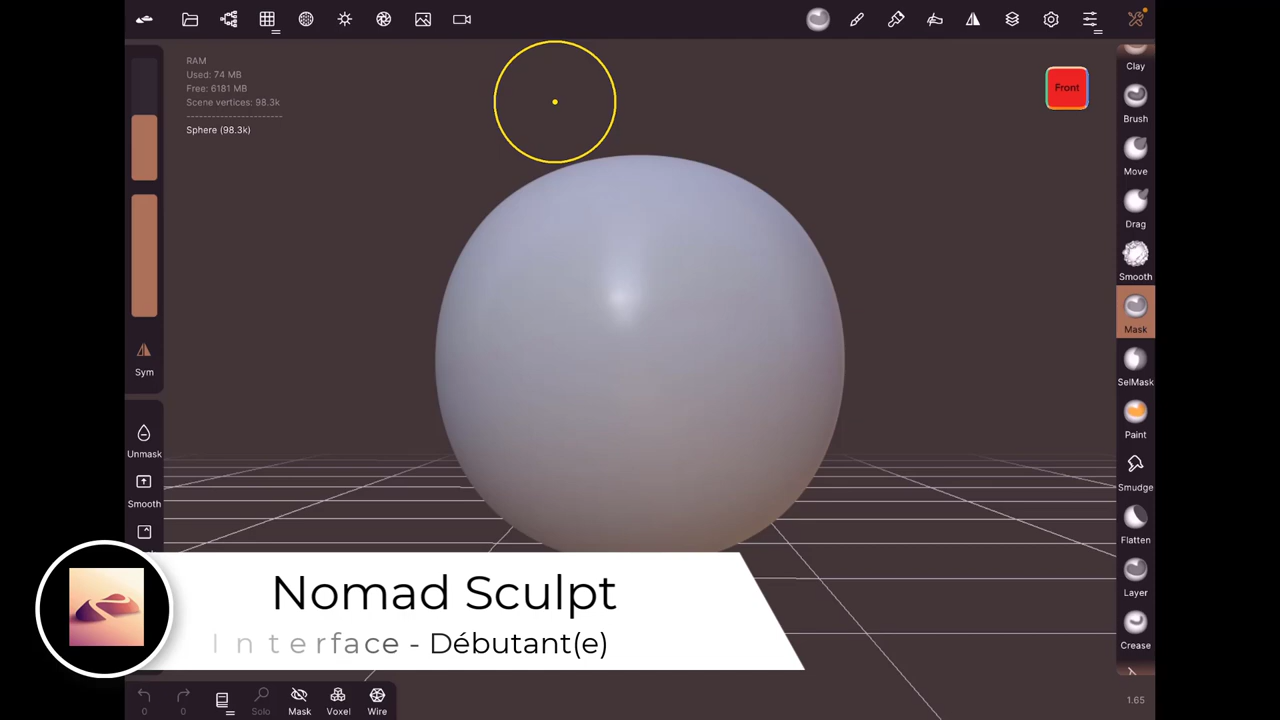 RAM
Used: 74 MB
Free: 6181 MB
Scene vertices: 98.3k
Sphere (98.3k)
Front
Clay
Brush
Move
Drag
Smooth
Mask
SelMask
Paint
Smudge
Flatten
Layer
Crease
Sym
Unmask
Smooth
Nomad Sculpt
Interface - Débutant(e)
0
0
Solo
Mask
Voxel
Wire
1.65